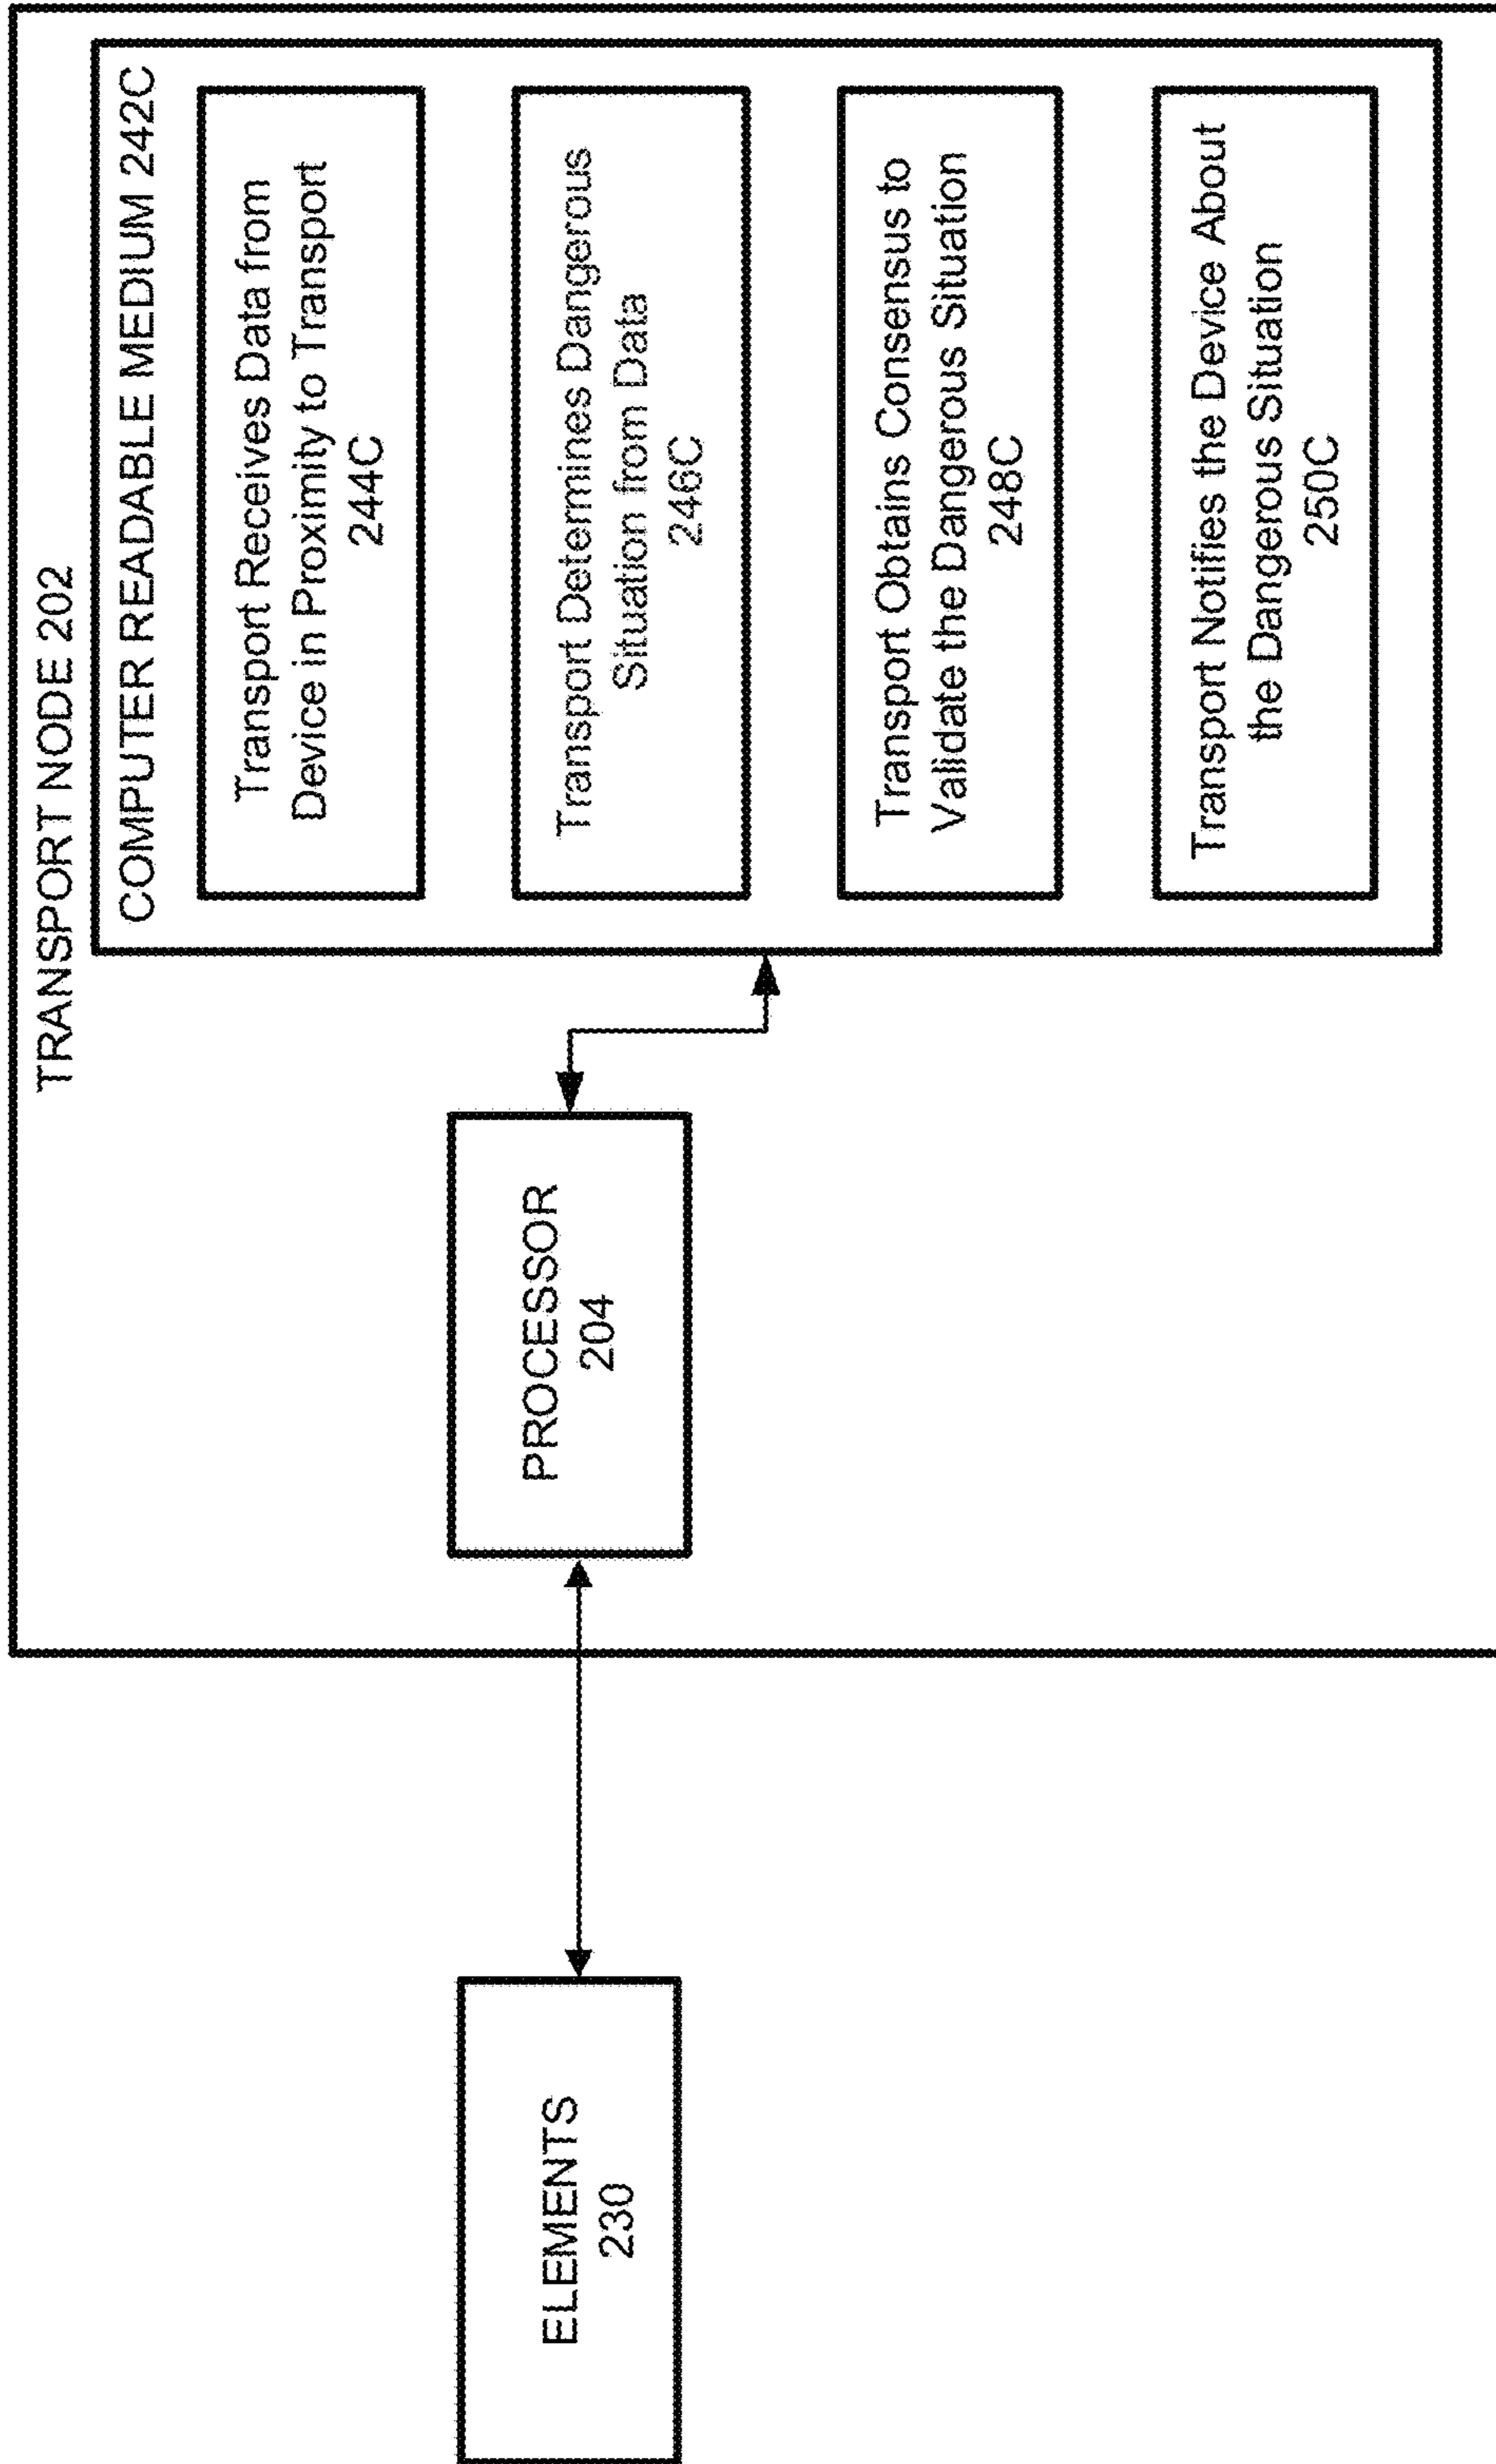 TRANSPORT NODE 202
COMPUTER READABLE MEDIUM 242C
Transport Receives Data from
Device in Proximity to Transport
244C
Transport Determines Dangerous
Situation from Data
246C
Transport Obtains Consensus to
Validate the Dangerous Situation
248C
Transport Notifies the Device About
the Dangerous Situation
250C
PROCESSOR
204
ELEMENTS
230